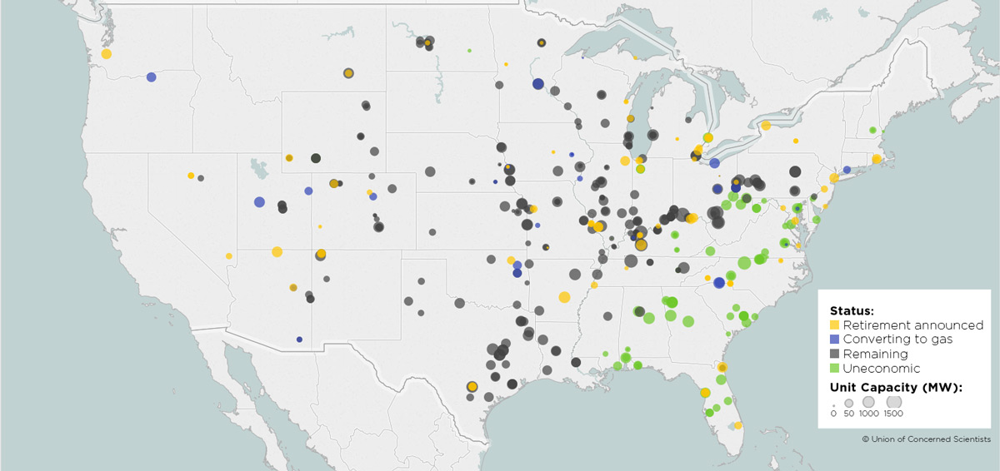 Status:
Retirement announced
Converting to gas
Remaining
Uneconomic
Unit Capacity (MW):
0 50 1000 1500
© Union of Concerned Scientists